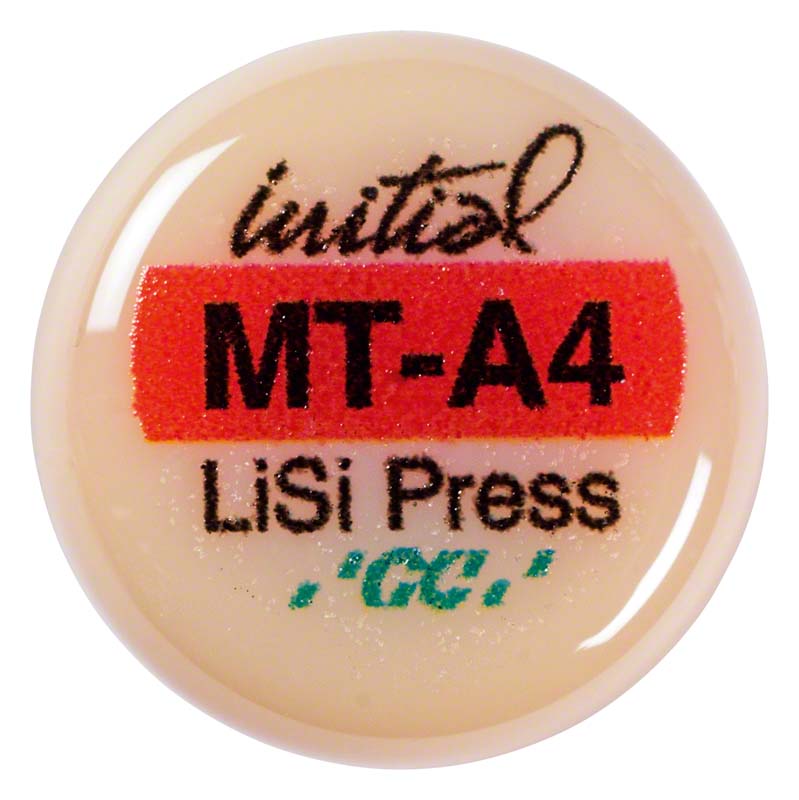 initial
MT-A4
LiSi Press
GC